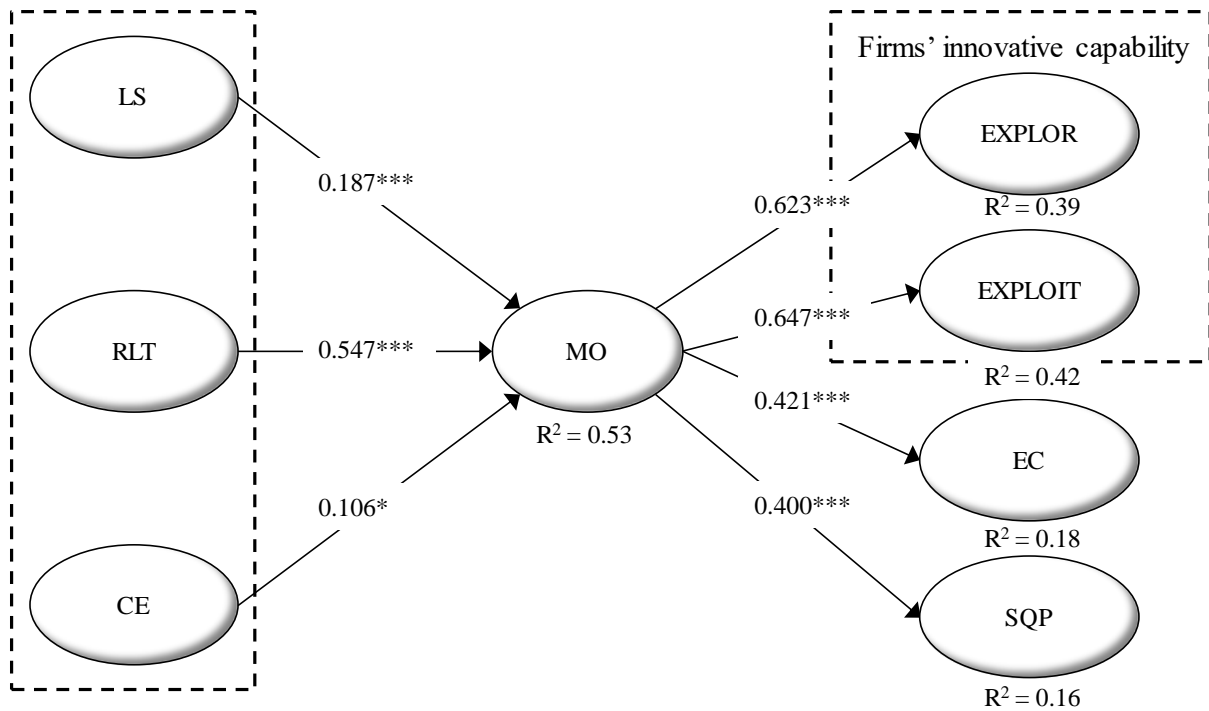 LS
RLT
CE
0.187***
0.547***
0.106*
MO
R² = 0.53
0.623***
0.647***
0.421***
0.400***
Firms’ innovative capability
EXPLOR
R² = 0.39
EXPLOIT
R² = 0.42
EC
R² = 0.18
SQP
R² = 0.16